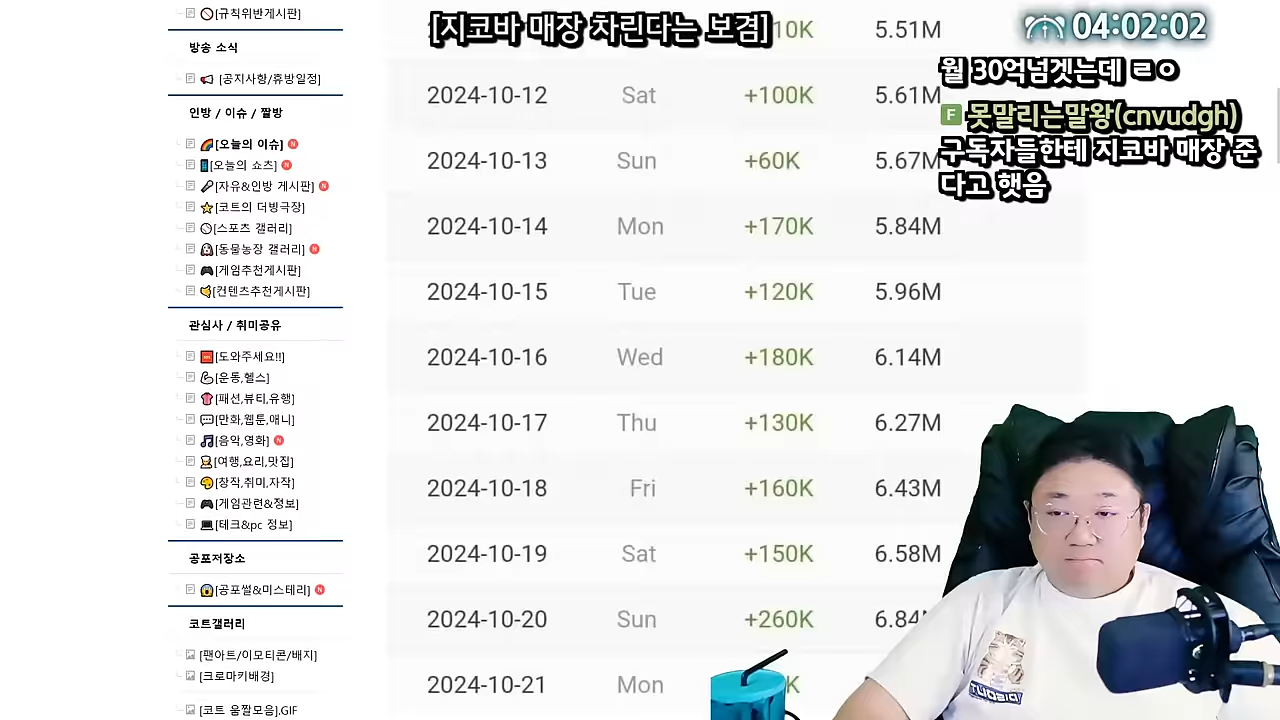 [규칙위반게시판]
방송 소식
[공지사항/휴방일정]
인방 / 이슈 / 짤방
[오늘의 이슈] N
[오늘의 쇼츠] N
[자유&인방 게시판] N
[코트의 더빙극장]
[스포츠 갤러리]
[동물농장 갤러리] N
[게임추천게시판]
[컨텐츠추천게시판]
관심사 / 취미공유
[도와주세요!!]
[운동,헬스]
[패션,뷰티,유행]
[만화,웹툰,애니]
[음악,영화] N
[여행,요리,맛집]
[창작,취미,자작]
[게임관련&정보]
[테크&pc 정보]
공포저장소
[공포썰&미스테리] N
코트갤러리
[팬아트/이모티콘/배지]
[크로마키배경]
[코트 움짤모음].GIF
[지코바 매장 차린다는 보겸]
10K 5.51M
2024-10-12 Sat +100K 5.61M
2024-10-13 Sun +60K 5.67M
2024-10-14 Mon +170K 5.84M
2024-10-15 Tue +120K 5.96M
2024-10-16 Wed +180K 6.14M
2024-10-17 Thu +130K 6.27M
2024-10-18 Fri +160K 6.43M
2024-10-19 Sat +150K 6.58M
2024-10-20 Sun +260K 6.84
2024-10-21 Mon K
04:02:02
월 30억넘겟는데 ㄹㅇ
F 못말리는말왕(cnvudgh)
구독자들한테 지코바 매장 준
다고 햇음